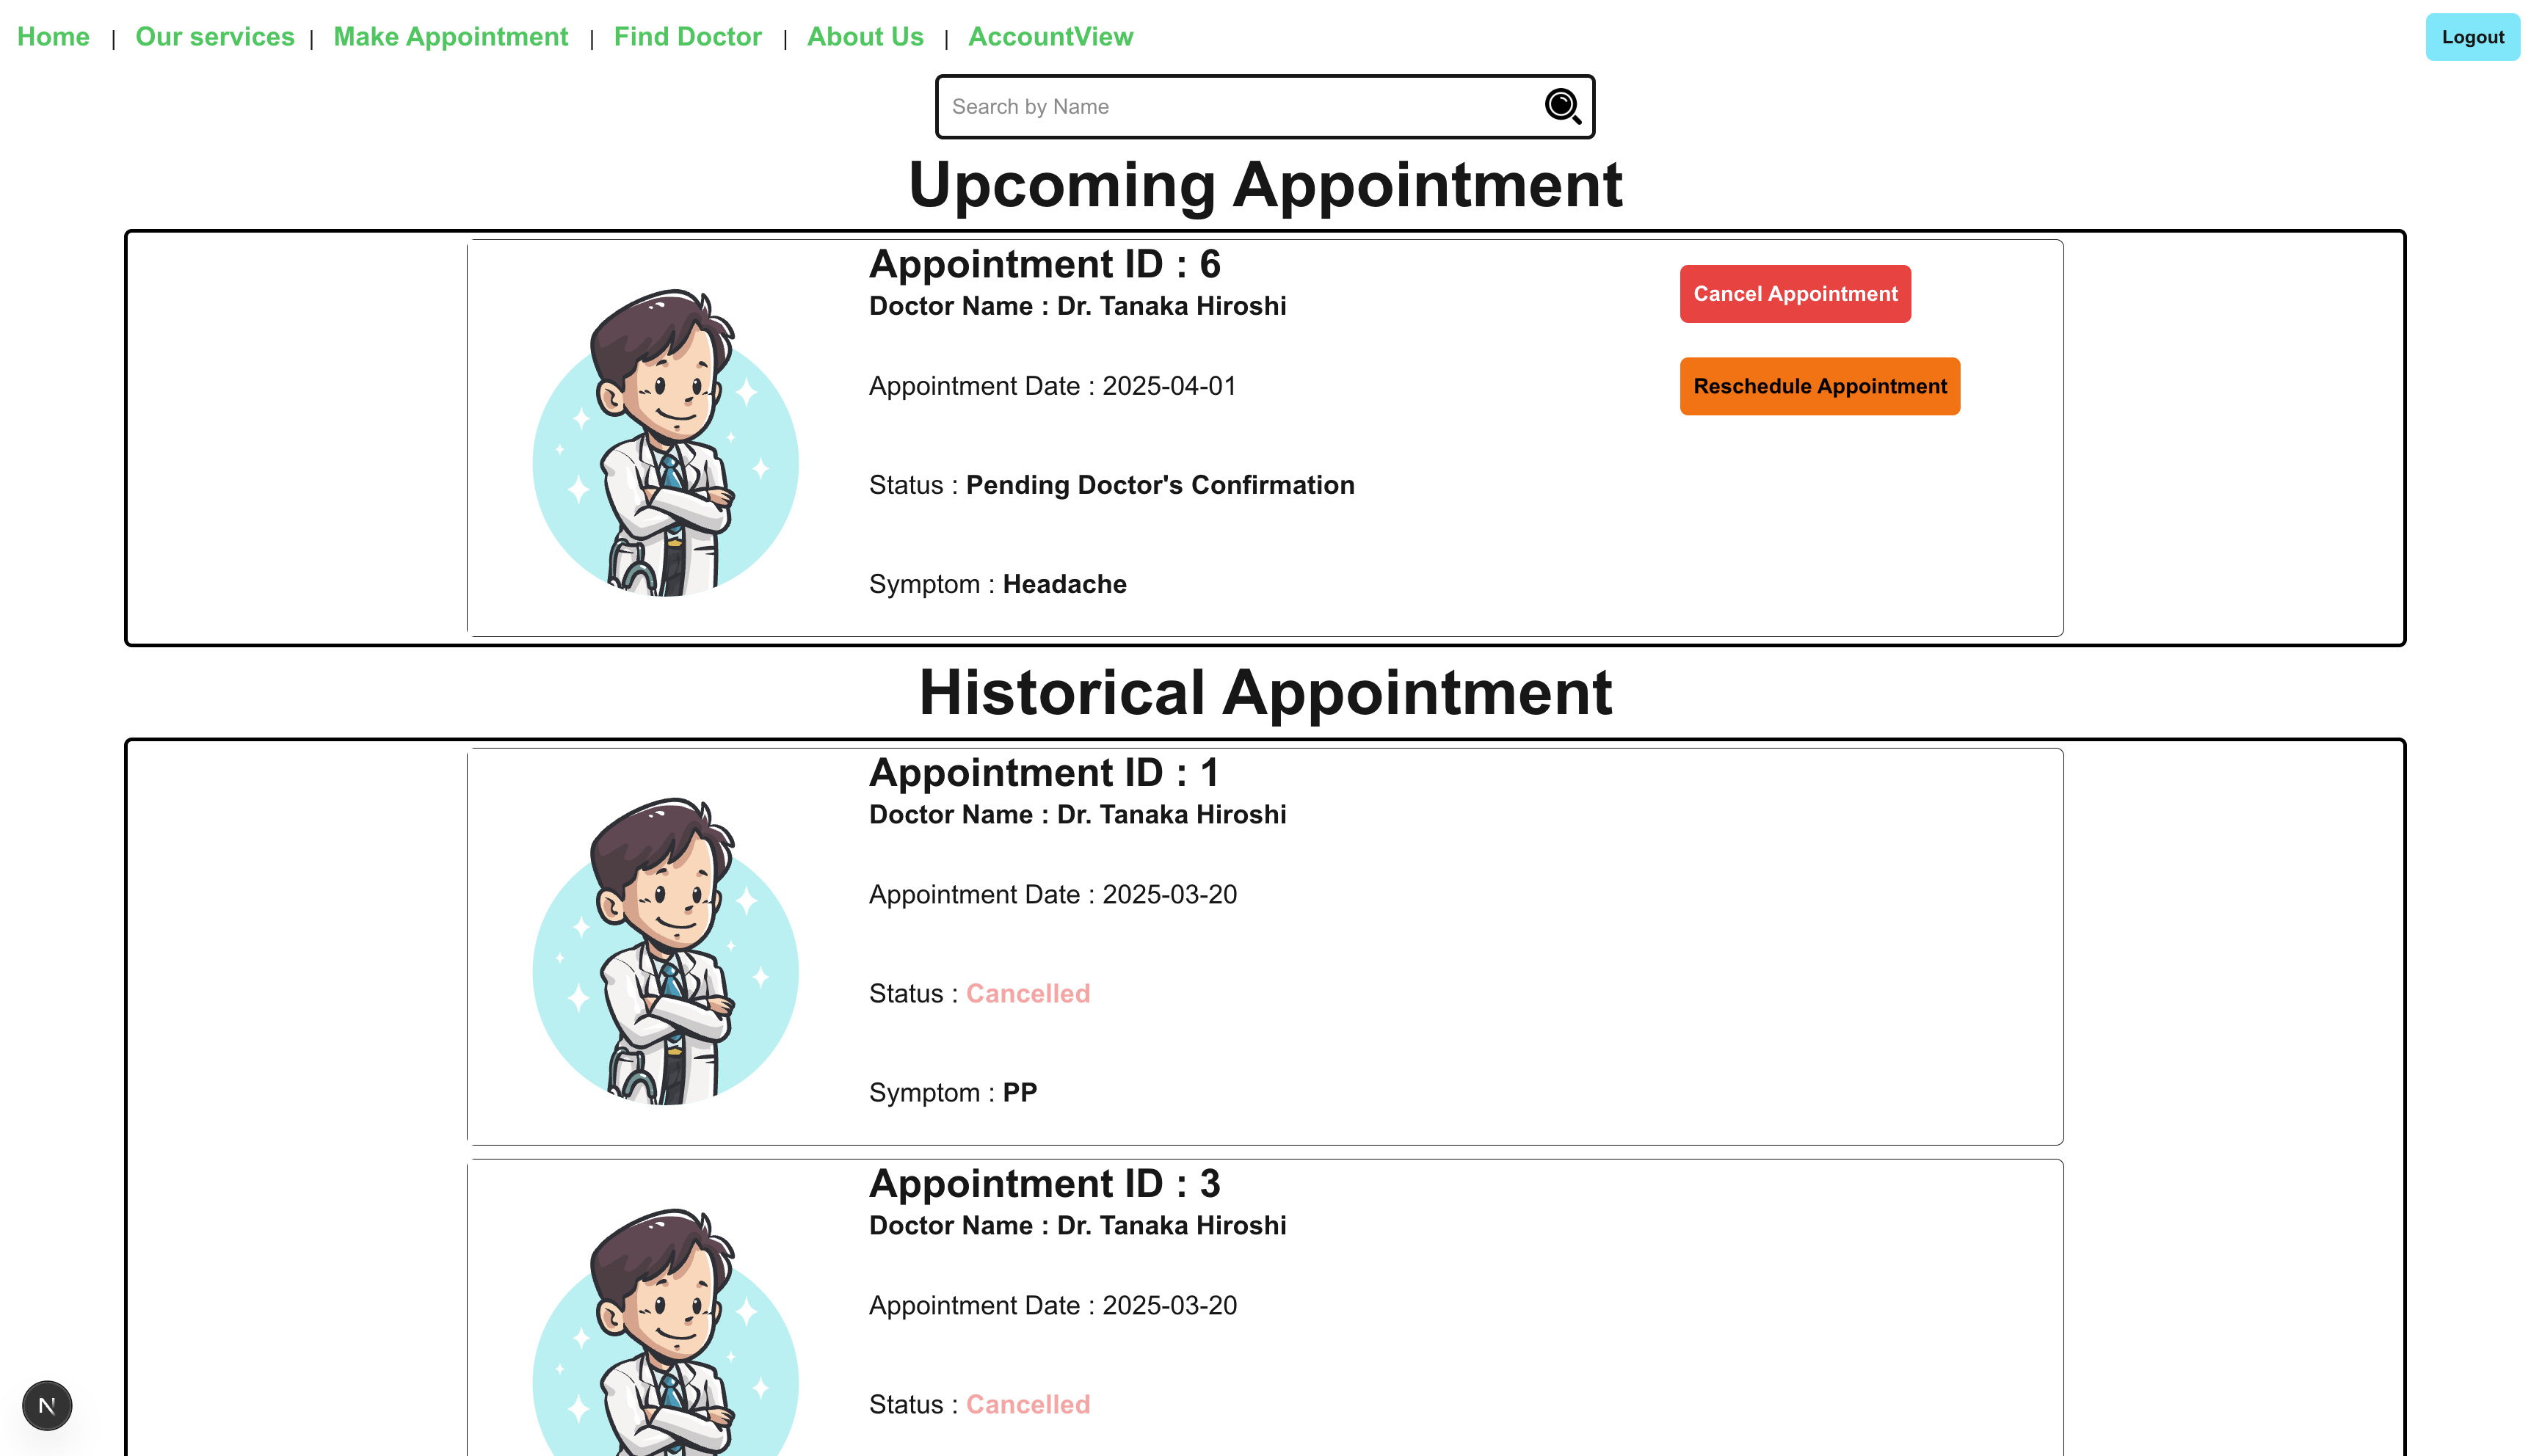 Home | Our services | Make Appointment | Find Doctor | About Us | AccountView
Logout
Search by Name
Upcoming Appointment
Appointment ID : 6
Doctor Name : Dr. Tanaka Hiroshi
Cancel Appointment
Appointment Date : 2025-04-01
Reschedule Appointment
Status : Pending Doctor's Confirmation
Symptom : Headache
Historical Appointment
Appointment ID : 1
Doctor Name : Dr. Tanaka Hiroshi
Appointment Date : 2025-03-20
Status : Cancelled
Symptom : PP
Appointment ID : 3
Doctor Name : Dr. Tanaka Hiroshi
Appointment Date : 2025-03-20
Status : Cancelled
N